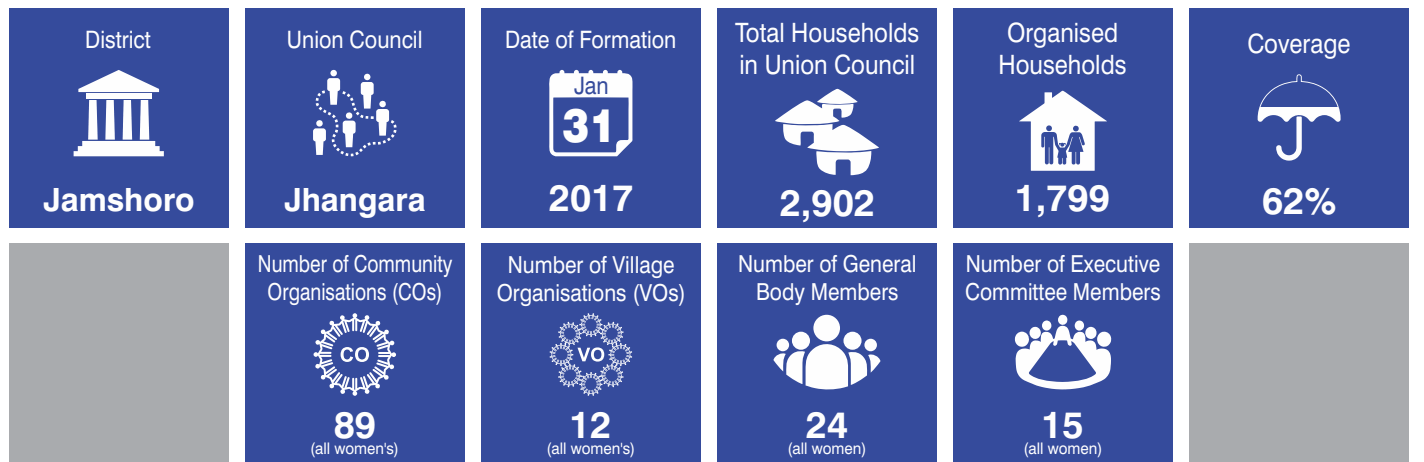 District
Jamshoro
Union Council
Jhangara
Date of Formation
Jan
31
2017
Total Households
in Union Council
2,902
Organised
Households
1,799
Coverage
62%
Number of Community
Organisations (COs)
CO
89
(all women's)
Number of Village
Organisations (VOs)
VO
12
(all women's)
Number of General
Body Members
24
(all women)
Number of Executive
Committee Members
15
(all women)